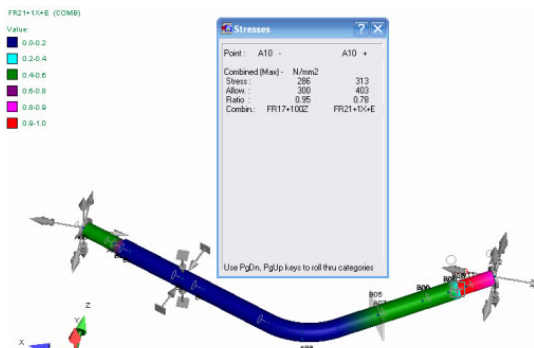 FR21+1X+E (COMB)
Value:
0.0-0.2
0.2-0.4
0.4-0.6
0.6-0.8
0.8-0.9
0.9-1.0
Stresses
Point : A10 - A10 +
Combined (Max) - N/mm2
Stress : 286 313
Allow. : 300 403
Ratio : 0.95 0.78
Combin.: FR17+100Z FR21+1X+E
Use PgDn, PgUp keys to roll thru categories
B05
B00
Z
Y
X